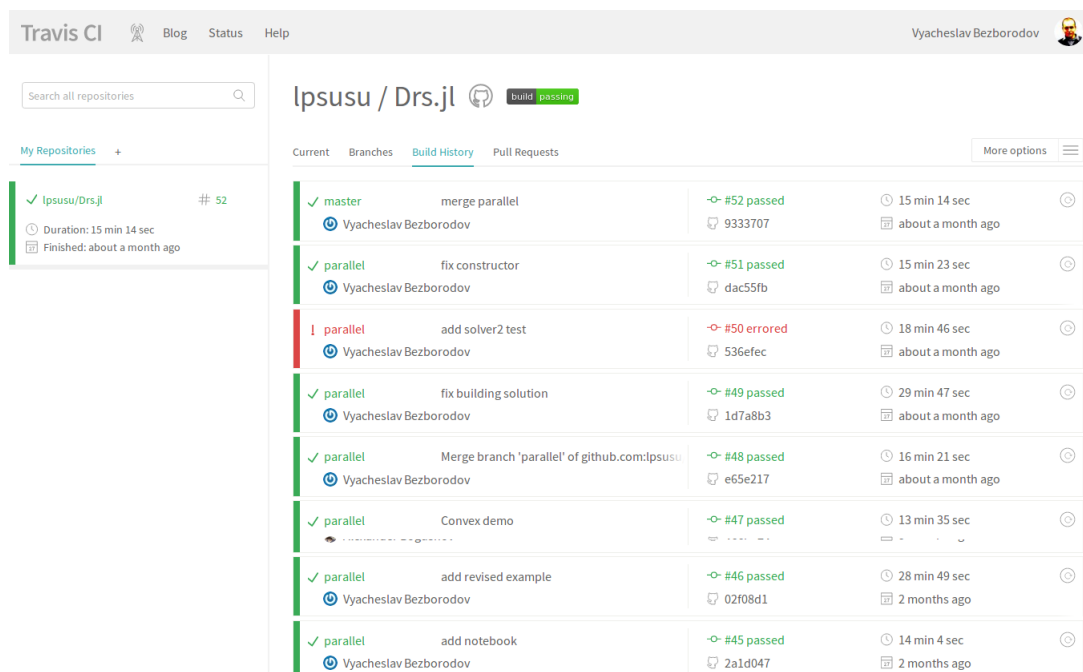 Travis CI Blog Status Help Vyacheslav Bezborodov
Search all repositories
My Repositories +
lpsusu/Drs.jl # 52
Duration: 15 min 14 sec
Finished: about a month ago
lpsusu / Drs.jl build passing
Current Branches Build History Pull Requests More options
master merge parallel #52 passed 15 min 14 sec
Vyacheslav Bezborodov 9333707 about a month ago
parallel fix constructor #51 passed 15 min 23 sec
Vyacheslav Bezborodov dac55fb about a month ago
! parallel add solver2 test #50 errored 18 min 46 sec
Vyacheslav Bezborodov 536efec about a month ago
parallel fix building solution #49 passed 29 min 47 sec
Vyacheslav Bezborodov 1d7a8b3 about a month ago
parallel Merge branch 'parallel' of github.com:lpsusu #48 passed 16 min 21 sec
Vyacheslav Bezborodov e65e217 about a month ago
parallel Convex demo #47 passed 13 min 35 sec
parallel add revised example #46 passed 28 min 49 sec
Vyacheslav Bezborodov 02f08d1 2 months ago
parallel add notebook #45 passed 14 min 4 sec
Vyacheslav Bezborodov 2a1d047 2 months ago